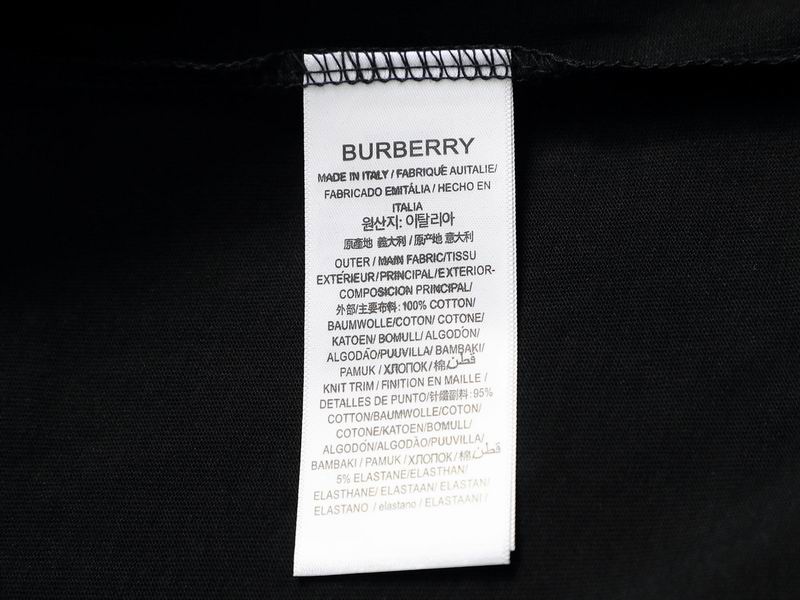 BURBERRY
MADE IN ITALY / FABRIQUÉ AUITALIE/
FABRICADO EMITÁLIA / HECHO EN
ITALIA
원산지: 이탈리아
原產地 義大利 / 原产地 意大利
OUTER / MAIN FABRIC/TISSU
EXTÉRIEUR/PRINCIPAL/EXTERIOR-
COMPOSICION PRINCIPAL/
外部/主要布料: 100% COTTON/
BAUMWOLLE/COTON/ COTONE/
KATOEN/ BOMULL/ ALGODÓN/
ALGODÃO/PUUVILLA/ BAMBAKI/
PAMUK / ХЛОПОК/ 棉/ قطن
KNIT TRIM / FINITION EN MAILLE /
DETALLES DE PUNTO/针織副料: 95%
COTTON/BAUMWOLLE/COTON/
COTONE/KATOEN/BOMULL/
ALGODÓN/ALGODÃO/PUUVILLA/
BAMBAKI / PAMUK / ХЛОПОК/ 棉/ قطن
5% ELASTANE/ELASTHAN/
ELASTHANE/ ELASTAAN/ ELASTAN/
ELASTANO / elastano / ELASTAANI /